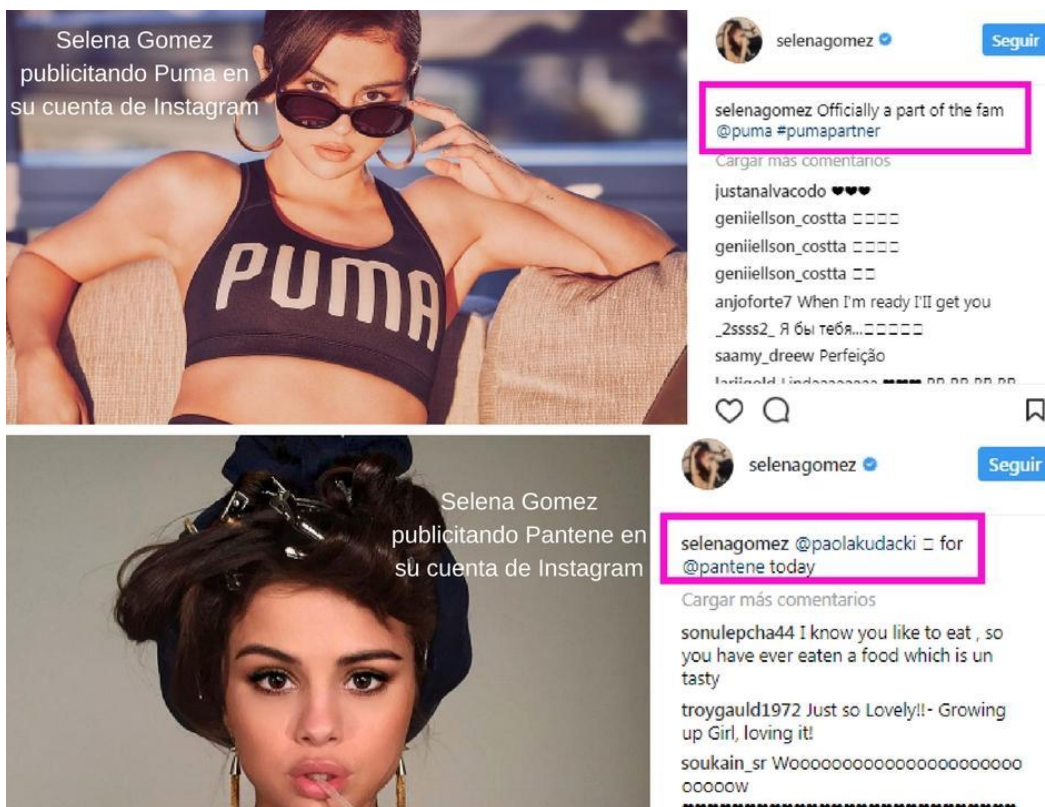 Selena Gomez
publicitando Puma en
su cuenta de Instagram
PUMA
selenagomez
Seguir
selenagomez Officially a part of the fam
@puma #pumapartner
Cargar más comentarios
justanalvacodo ♥♥♥
geniiellson_costta □□□□
geniiellson_costta □□□□
geniiellson_costta □□
anjoforte7 When I'm ready I'II get you
_2ssss2_ Я бы тебя...□□□□□
saamy_dreew Perfeição
Selena Gomez
publicitando Pantene en
su cuenta de Instagram
selenagomez
Seguir
selenagomez @paolakudacki □ for
@pantene today
Cargar más comentarios
sonulepcha44 I know you like to eat , so
you have ever eaten a food which is un
tasty
troygauld1972 Just so Lovely!!- Growing
up Girl, loving it!
soukain_sr Woooooooooooooooooooooo
ooooow